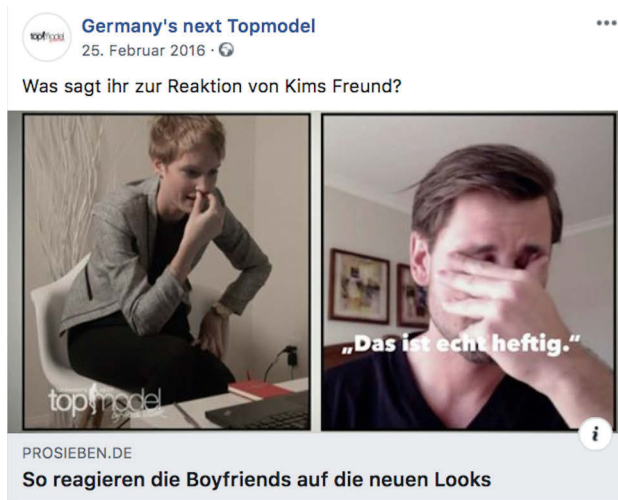 topmodel
Germany's next Topmodel
25. Februar 2016 ·
Was sagt ihr zur Reaktion von Kims Freund?
„Das ist echt heftig.“
topmodel
PROSIEBEN.DE
So reagieren die Boyfriends auf die neuen Looks